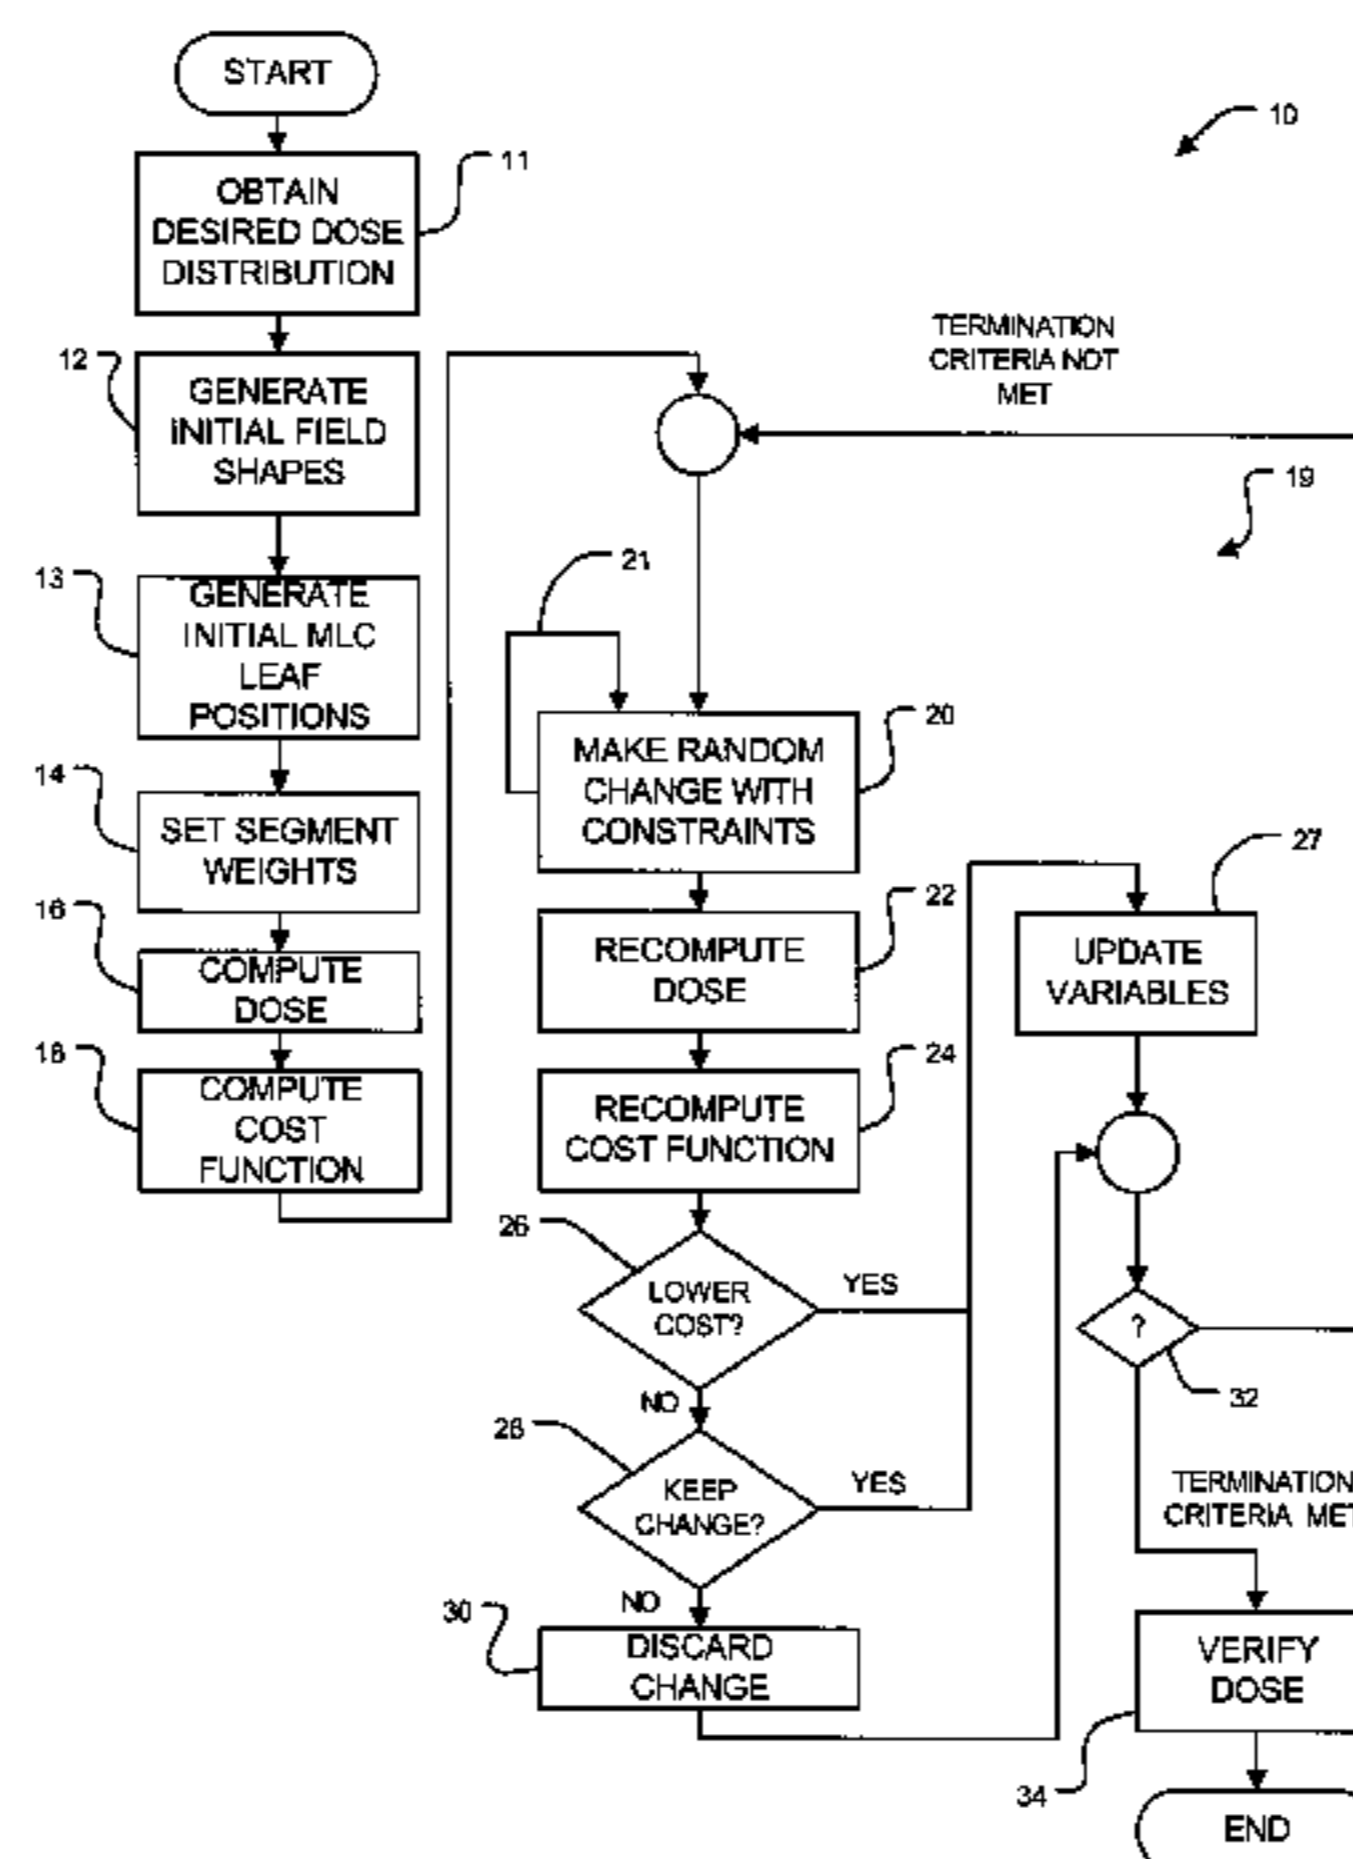 START
10
11
OBTAIN
DESIRED DOSE
DISTRIBUTION
12
GENERATE
INITIAL FIELD
SHAPES
13
GENERATE
INITIAL MLC
LEAF
POSITIONS
14
SET SEGMENT
WEIGHTS
16
COMPUTE
DOSE
18
COMPUTE
COST
FUNCTION
TERMINATION
CRITERIA NOT
MET
19
21
20
MAKE RANDOM
CHANGE WITH
CONSTRAINTS
22
RECOMPUTE
DOSE
24
RECOMPUTE
COST FUNCTION
26
LOWER
COST?
YES
NO
28
KEEP
CHANGE?
YES
NO
30
DISCARD
CHANGE
27
UPDATE
VARIABLES
?
32
TERMINATION
CRITERIA MET
VERIFY
DOSE
34
END